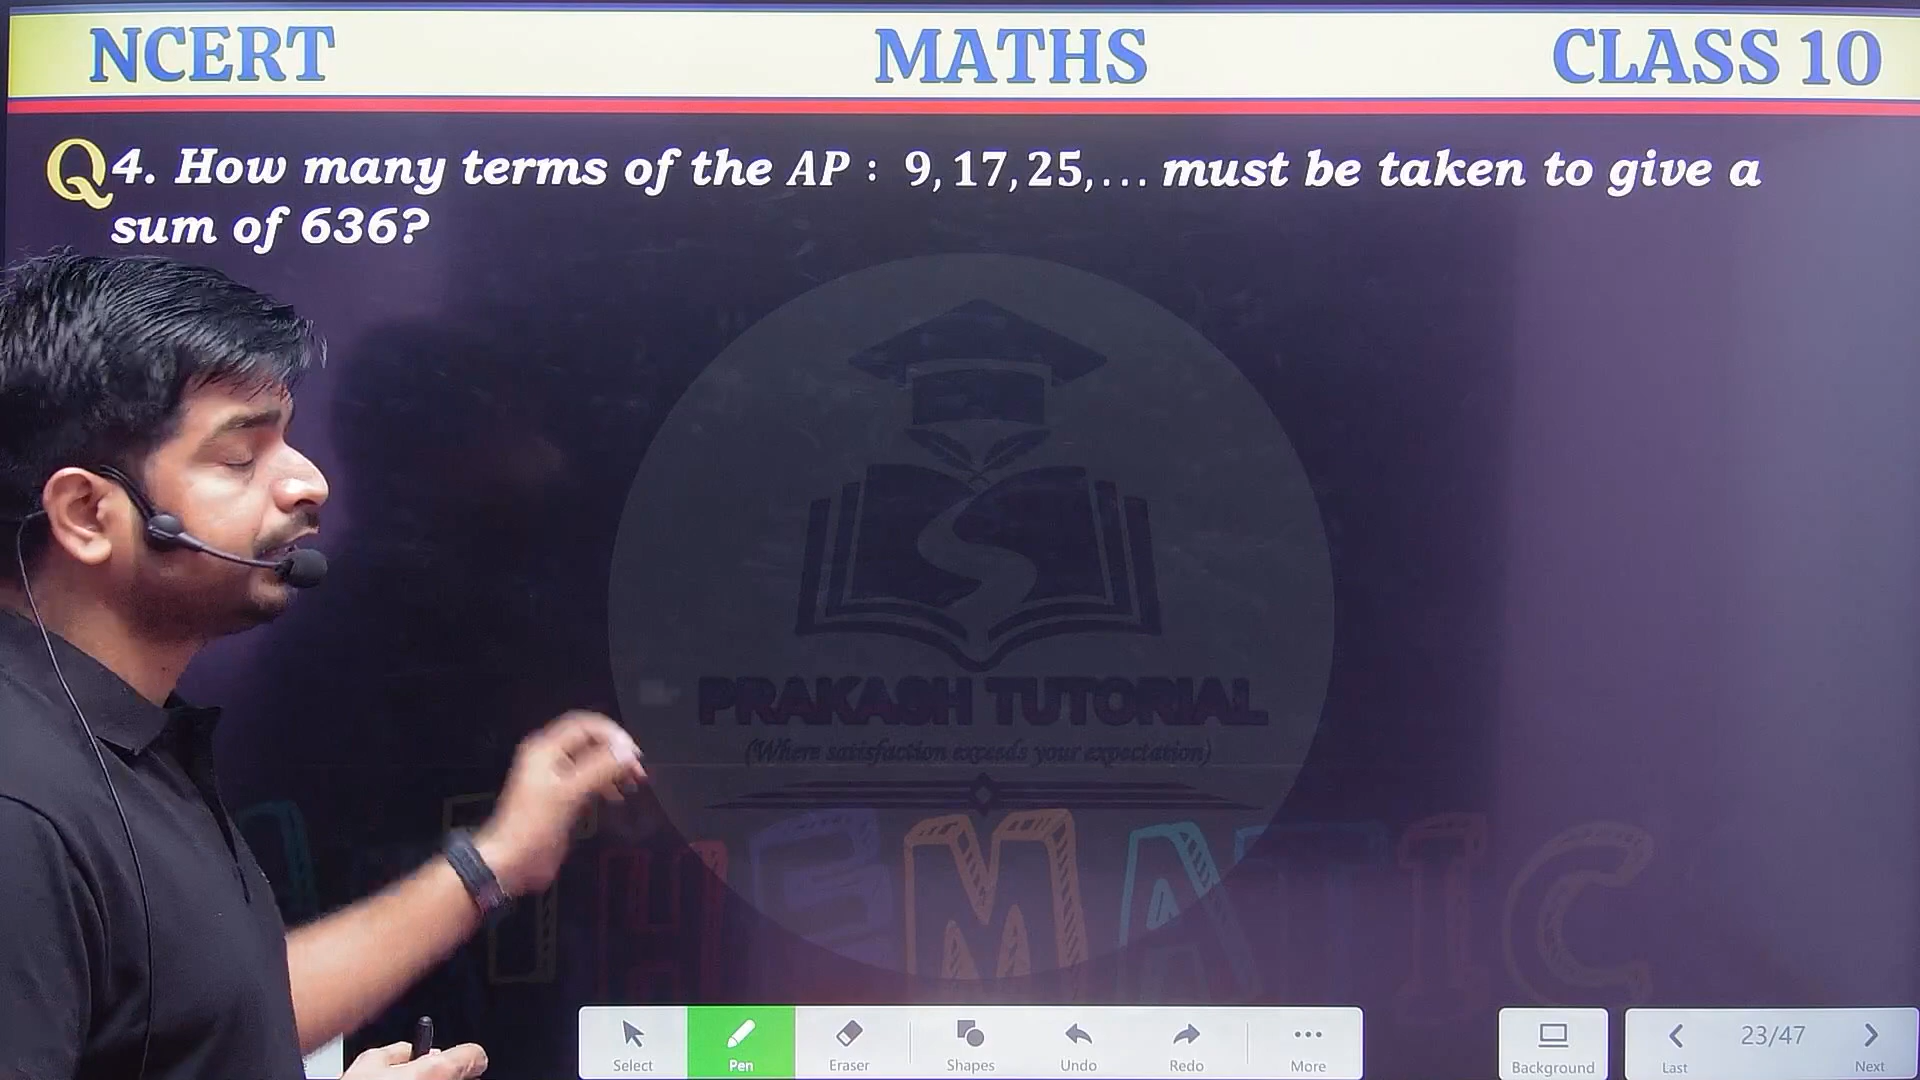 NCERT MATHS CLASS 10
Q4. How many terms of the AP : 9, 17, 25, ... must be taken to give a
sum of 636?
PRAKASH TUTORIAL
(Where satisfaction exceeds your expectation)
THEMATIC
Select Pen Eraser Shapes Undo Redo More Background Last 23/47 Next